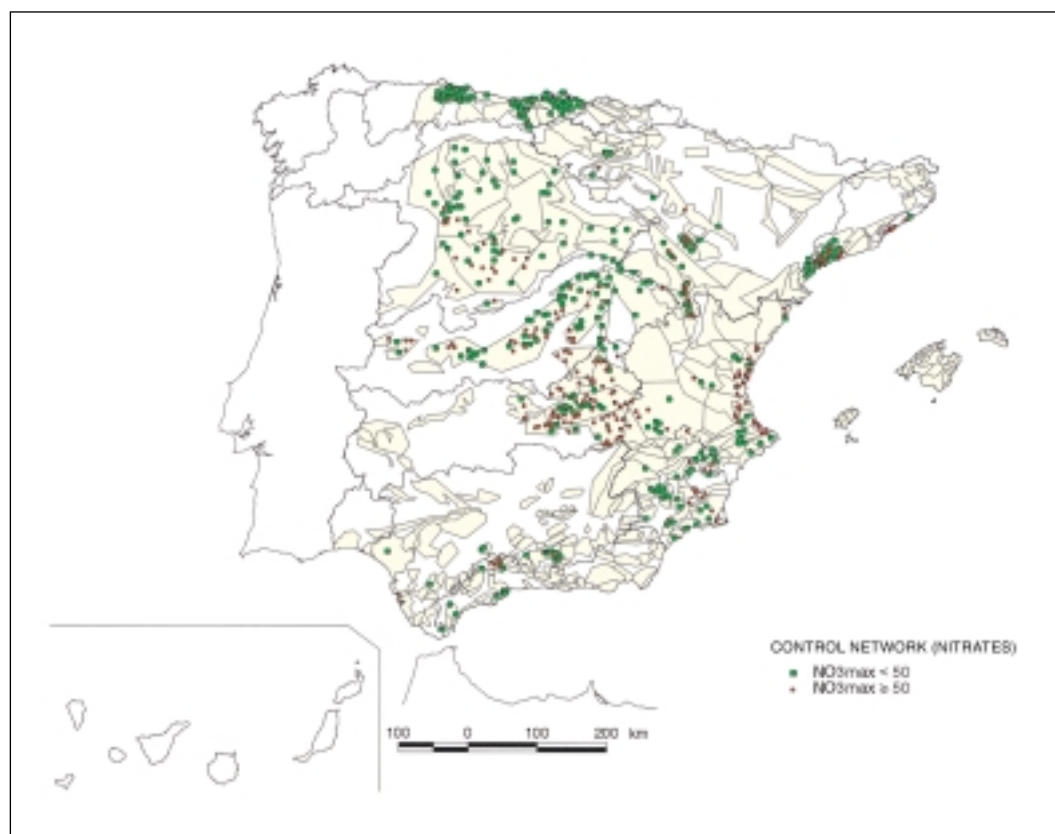 CONTROL NETWORK (NITRATES)
NO3max < 50
NO3max ≥ 50
100 0 100 200 km